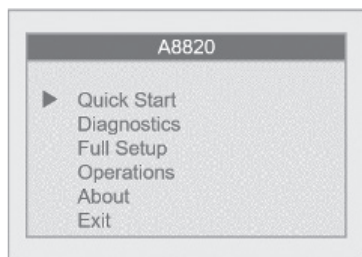 A8820
Quick Start
Diagnostics
Full Setup
Operations
About
Exit